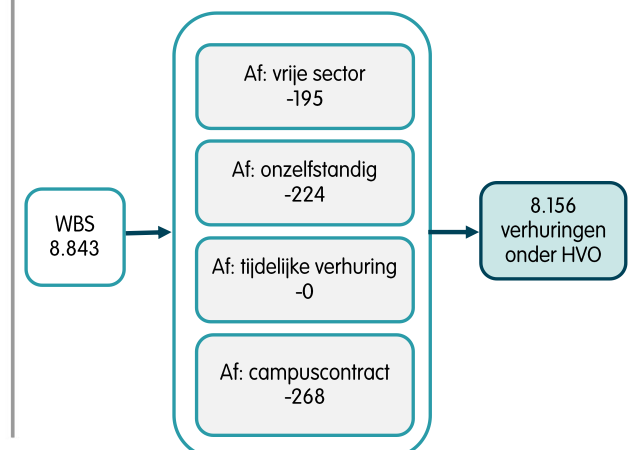 WBS
8.843
Af: vrije sector
-195
Af: onzelfstandig
-224
Af: tijdelijke verhuring
-0
Af: campuscontract
-268
8.156
verhuringen
onder HVO